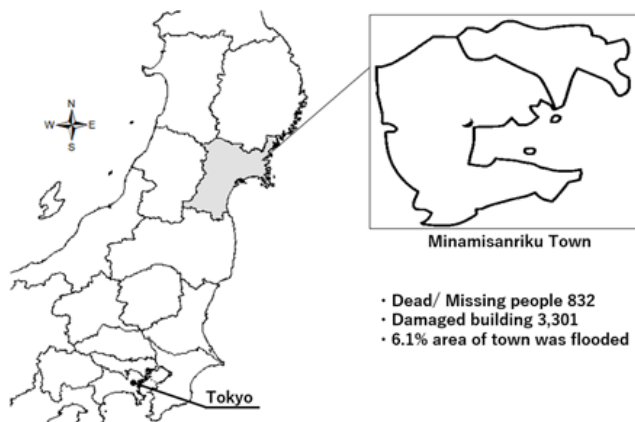 N
W E
S
Minamisanriku Town
・Dead/ Missing people 832
・Damaged building 3,301
・6.1% area of town was flooded
Tokyo